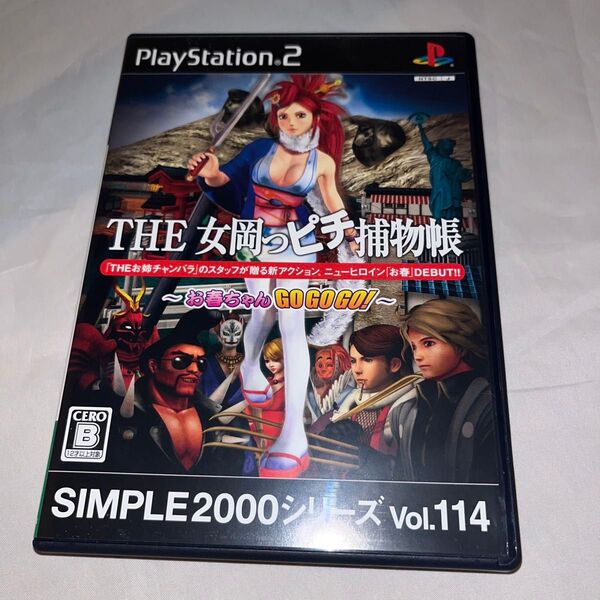 PlayStation.2
NTSC J
THE 女岡っピチ捕物帳
「THEお姉チャンバラ」のスタッフが贈る新アクション。ニューヒロイン「お春」DEBUT!!
～お春ちゃんGO GO GO!～
CERO
B
12才以上対象
SIMPLE2000シリーズ Vol.114